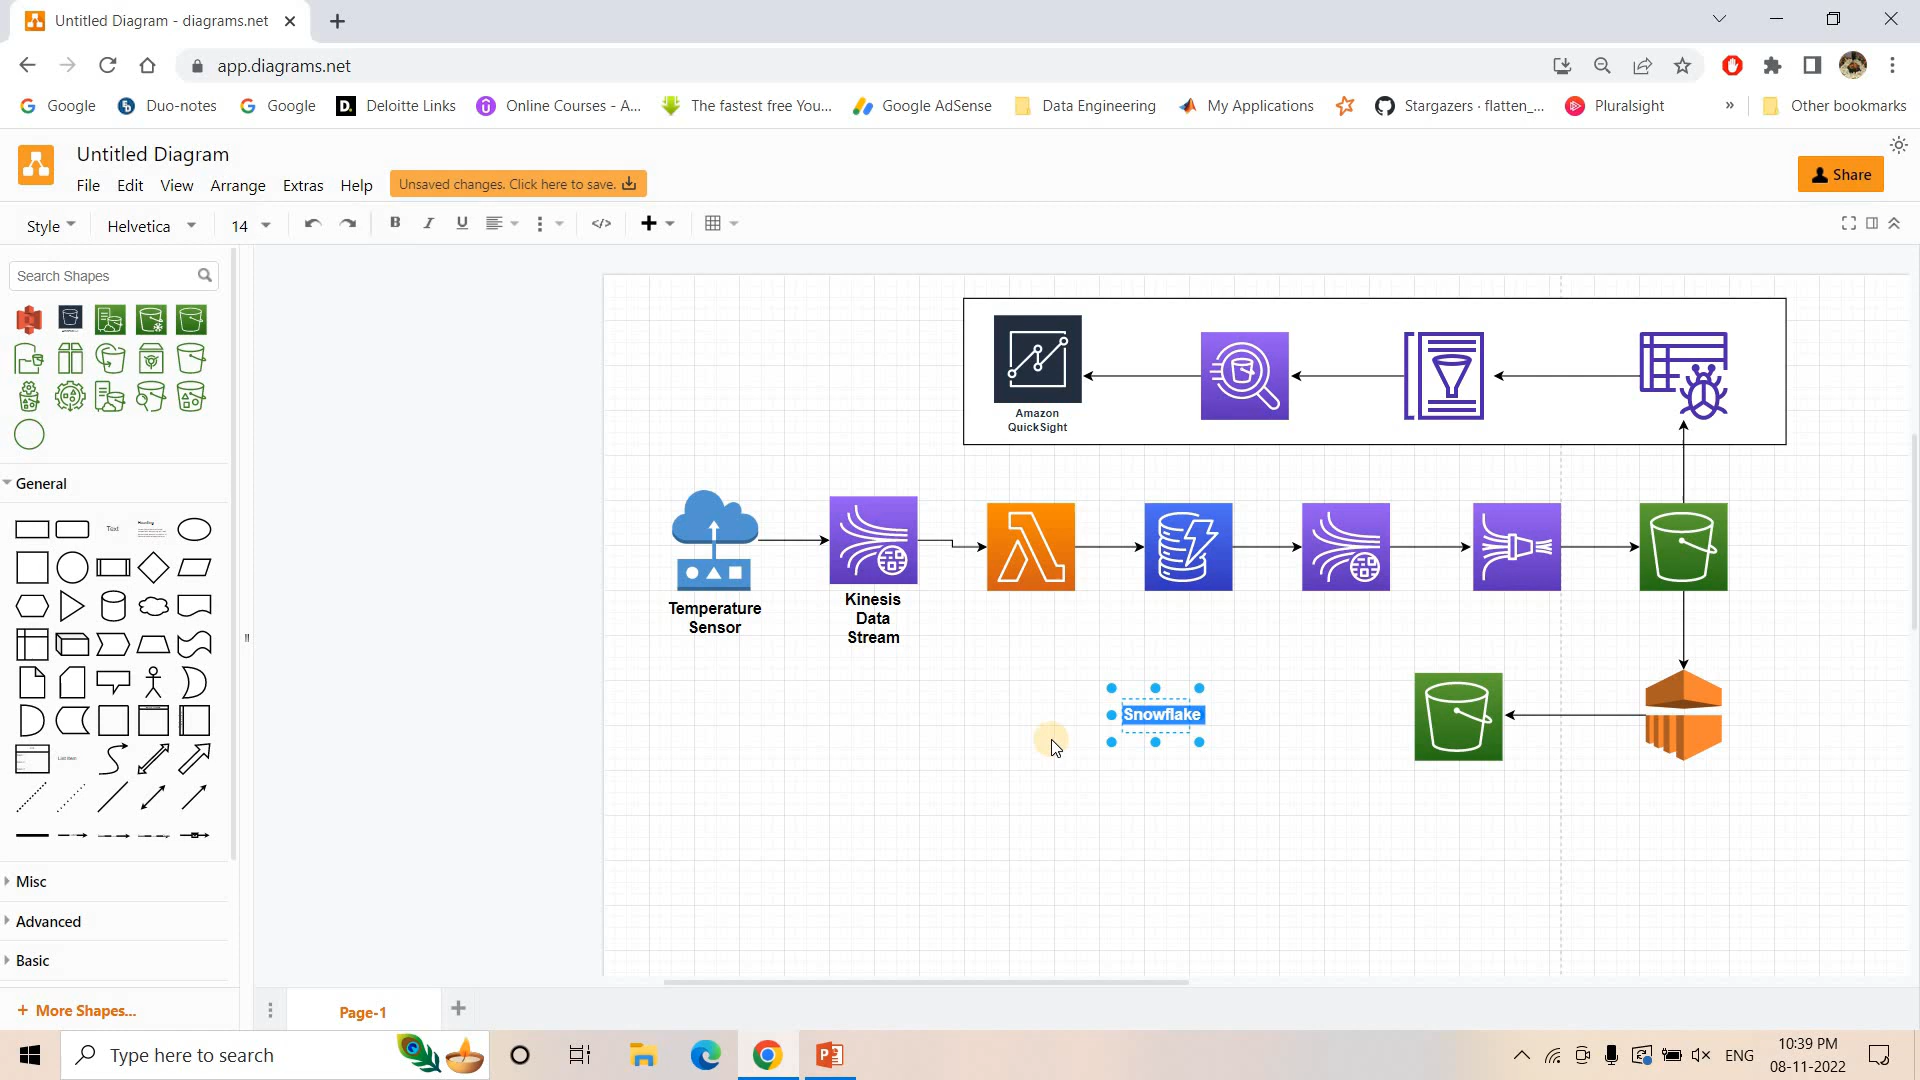 Untitled Diagram - diagrams.net
app.diagrams.net
Google
Duo-notes
Google
D.
Deloitte Links
Online Courses - A...
The fastest free You...
Google AdSense
Data Engineering
My Applications
Stargazers · flatten_...
Pluralsight
»
Other bookmarks
Untitled Diagram
File
Edit
View
Arrange
Extras
Help
Unsaved changes. Click here to save.
Share
Style
Helvetica
14
B
I
U
Search Shapes
General
Text
Heading
List Item
Misc
Advanced
Basic
+ More Shapes...
Amazon
QuickSight
Temperature
Sensor
Kinesis
Data
Stream
Snowflake
Page-1
Type here to search
ENG
10:39 PM
08-11-2022